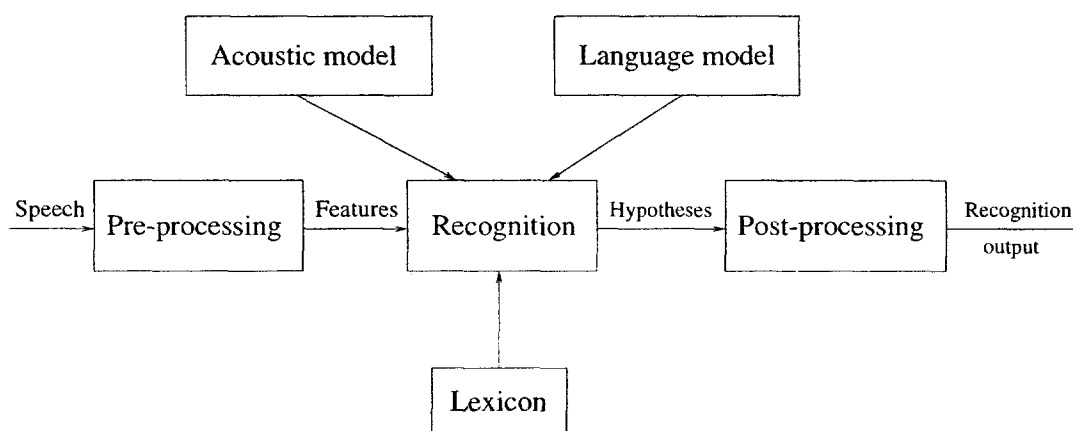 Acoustic model
Language model
Speech
Pre-processing
Features
Recognition
Hypotheses
Post-processing
Recognition
output
Lexicon